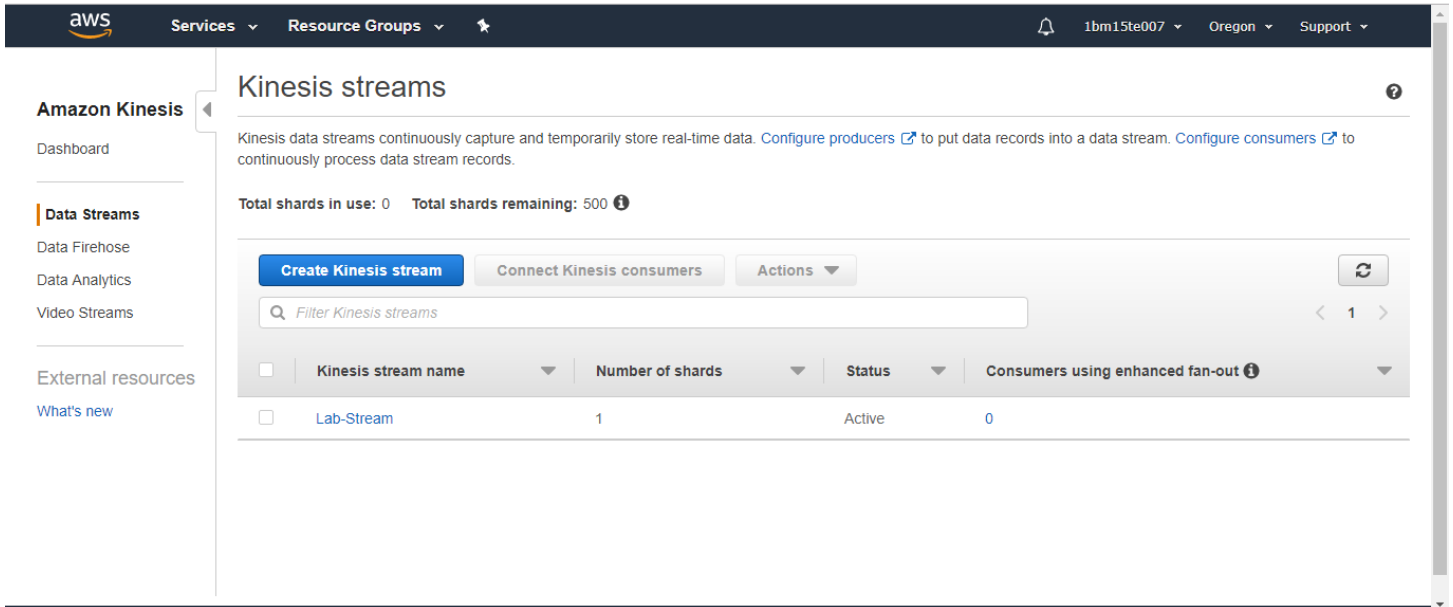 aws Services Resource Groups 1bm15te007 Oregon Support
Amazon Kinesis
Dashboard
Data Streams
Data Firehose
Data Analytics
Video Streams
External resources
What's new
Kinesis streams
Kinesis data streams continuously capture and temporarily store real-time data. Configure producers to put data records into a data stream. Configure consumers to
continuously process data stream records.
Total shards in use: 0 Total shards remaining: 500
Create Kinesis stream Connect Kinesis consumers Actions
Filter Kinesis streams 1
Kinesis stream name Number of shards Status Consumers using enhanced fan-out
Lab-Stream 1 Active 0